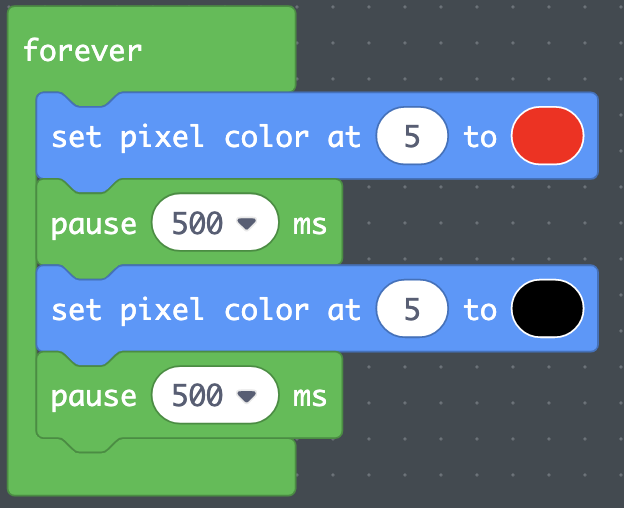 forever
set pixel color at 5 to
pause 500 ms
set pixel color at 5 to
pause 500 ms